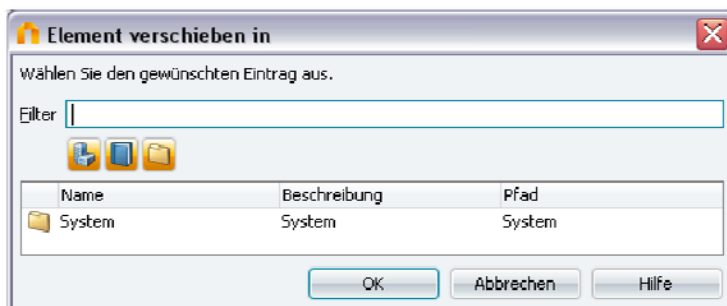 Element verschieben in
Wählen Sie den gewünschten Eintrag aus.
Filter
Name Beschreibung Pfad
System System System
OK Abbrechen Hilfe